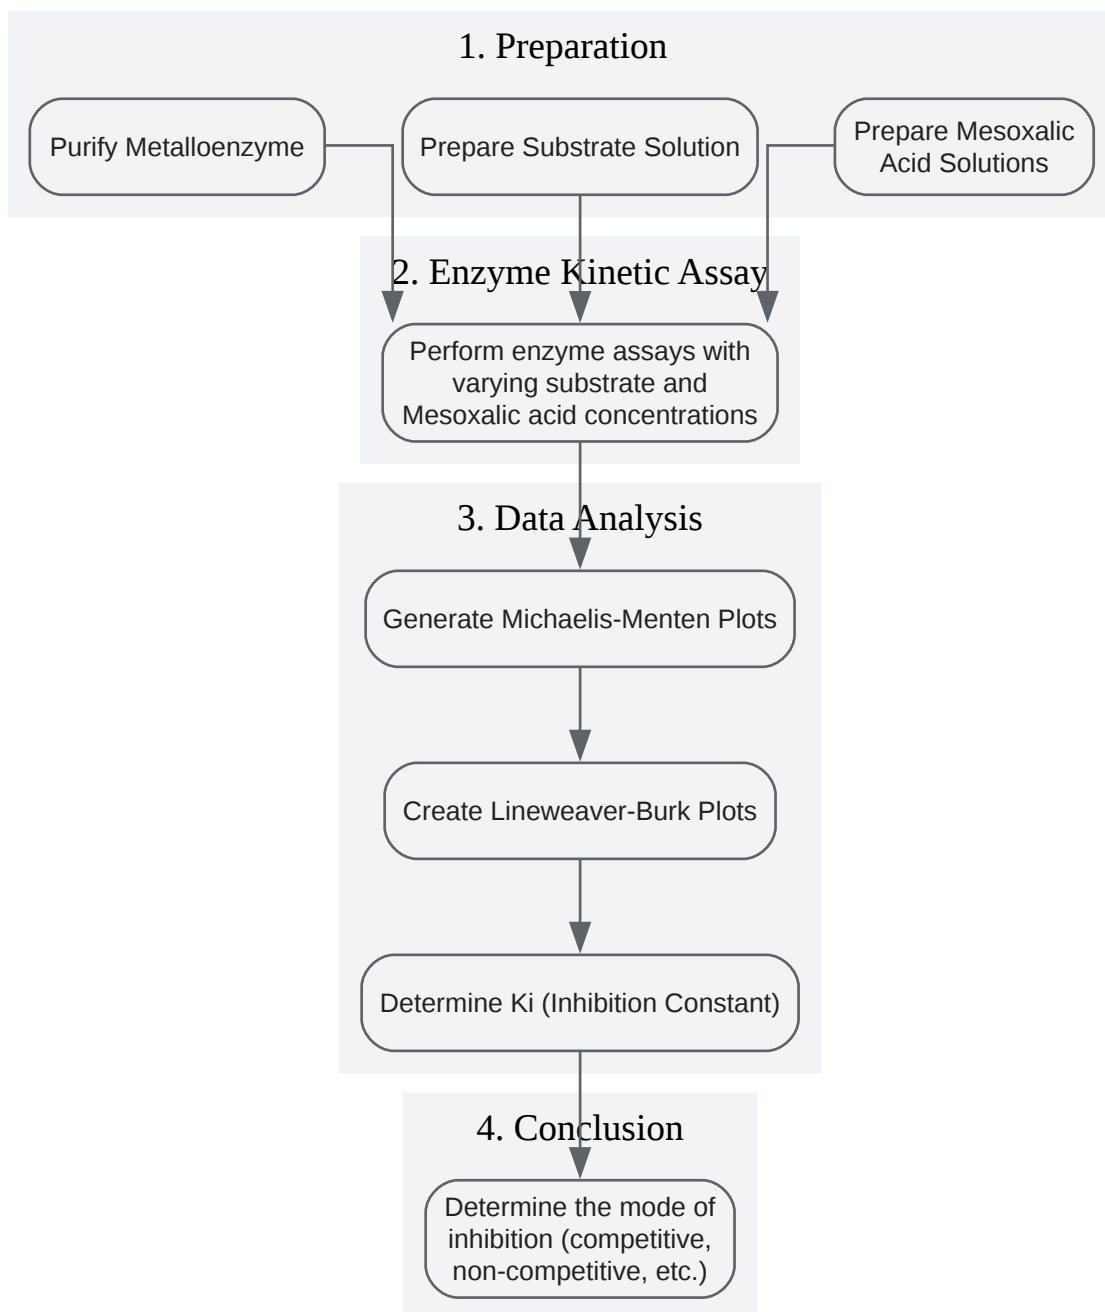 1. Preparation
Purify Metalloenzyme
Prepare Substrate Solution
Prepare Mesoxalic
Acid Solutions
2. Enzyme Kinetic Assay
Perform enzyme assays with
varying substrate and
Mesoxalic acid concentrations
3. Data Analysis
Generate Michaelis-Menten Plots
Create Lineweaver-Burk Plots
Determine Ki (Inhibition Constant)
4. Conclusion
Determine the mode of
inhibition (competitive,
non-competitive, etc.)